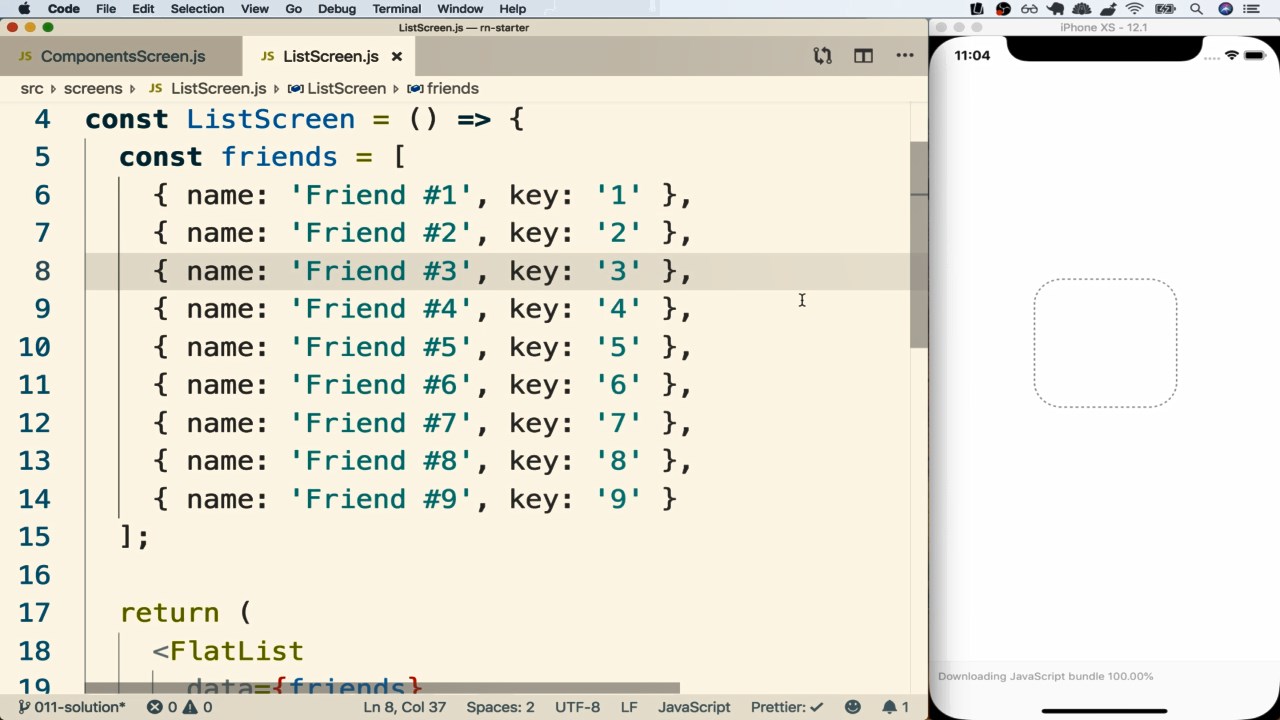 Code File Edit Selection View Go Debug Terminal Window Help
ListScreen.js — rn-starter
iPhone XS - 12.1
JS ComponentsScreen.js JS ListScreen.js
11:04
src screens JS ListScreen.js ListScreen friends
4 const ListScreen = () => {
5 const friends = [
6 { name: 'Friend #1', key: '1' },
7 { name: 'Friend #2', key: '2' },
8 { name: 'Friend #3', key: '3' },
9 { name: 'Friend #4', key: '4' },
10 { name: 'Friend #5', key: '5' },
11 { name: 'Friend #6', key: '6' },
12 { name: 'Friend #7', key: '7' },
13 { name: 'Friend #8', key: '8' },
14 { name: 'Friend #9', key: '9' }
15 ];
16
17 return (
18 <FlatList
19 data={friends}
Downloading JavaScript bundle 100.00%
011-solution* 0 0 Ln 8, Col 37 Spaces: 2 UTF-8 LF JavaScript Prettier: ✓ 1